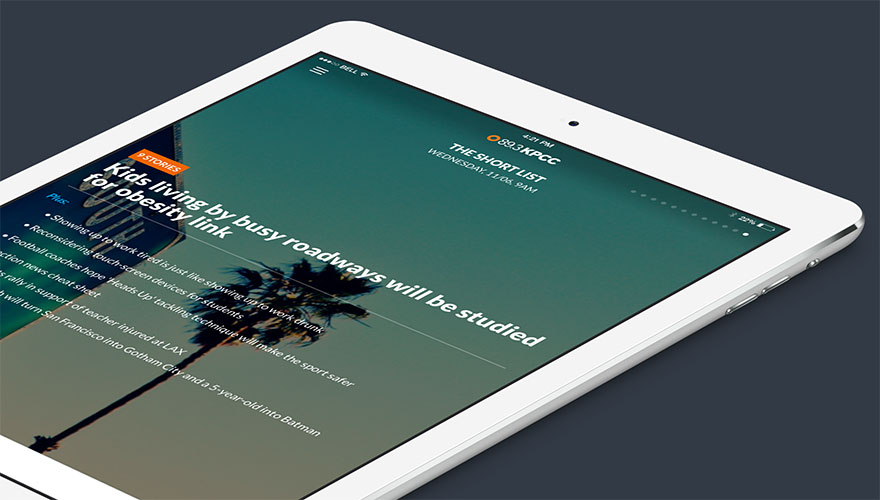 BELL
4:21 PM
22%
89.3 KPCC
THE SHORT LIST
WEDNESDAY, 11/06, 9AM
9 STORIES
Kids living by busy roadways will be studied
for obesity link
Plus:
• Showing up to work tired is just like showing up to work drunk
• Reconsidering touch-screen devices for students
• Football coaches hope 'Heads Up' tackling technique will make the sport safer
news cheat sheet
rally in support of teacher injured at LAX
will turn San Francisco into Gotham City and a 5-year-old into Batman